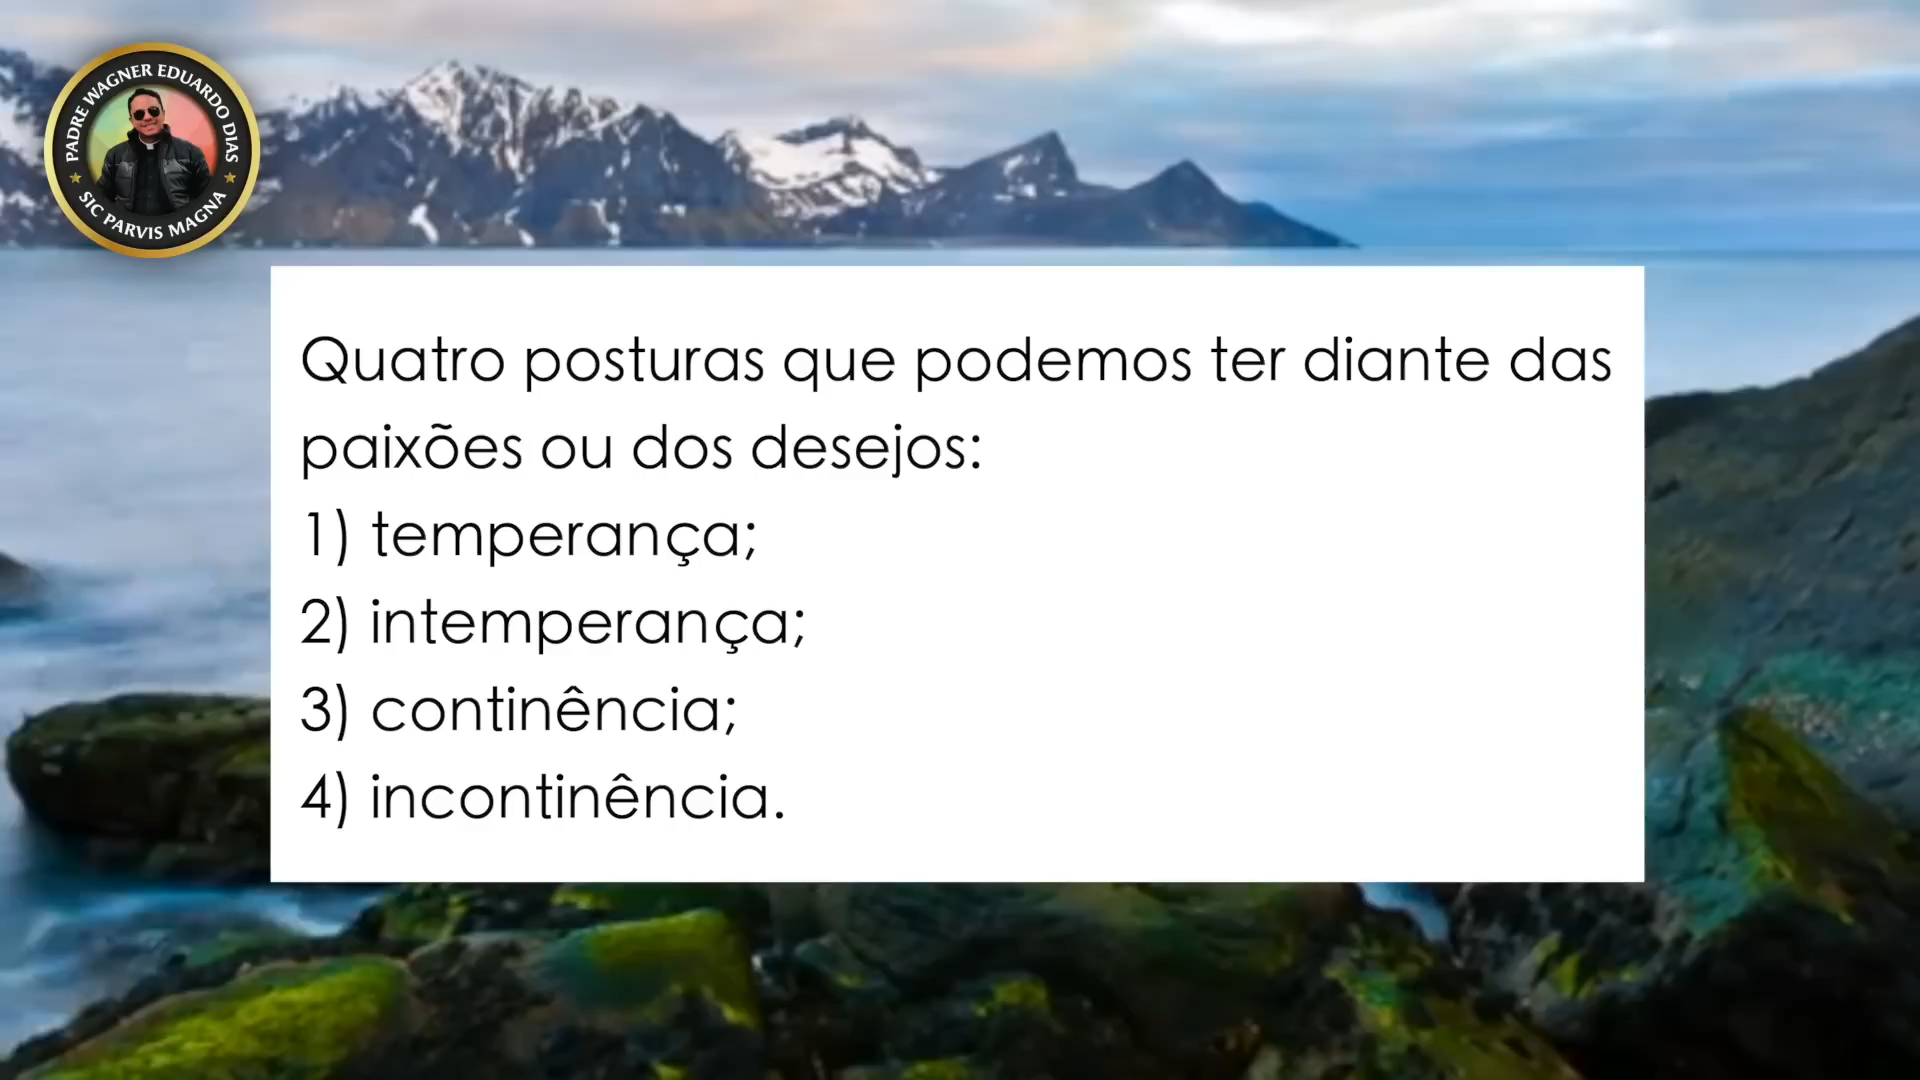 PADRE WAGNER EDUARDO DIAS
SIC PARVIS MAGNA
Quatro posturas que podemos ter diante das
paixões ou dos desejos:
1) temperança;
2) intemperança;
3) continência;
4) incontinência.